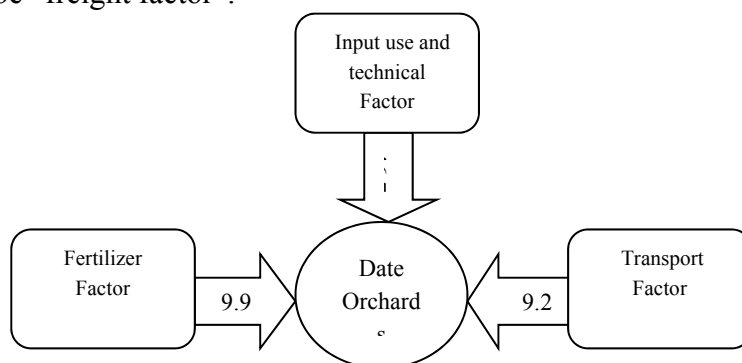 be "freight factor".
Input use and
technical
Factor
Fertilizer
Factor
9.9
Date
Orchard
s
9.2
Transport
Factor